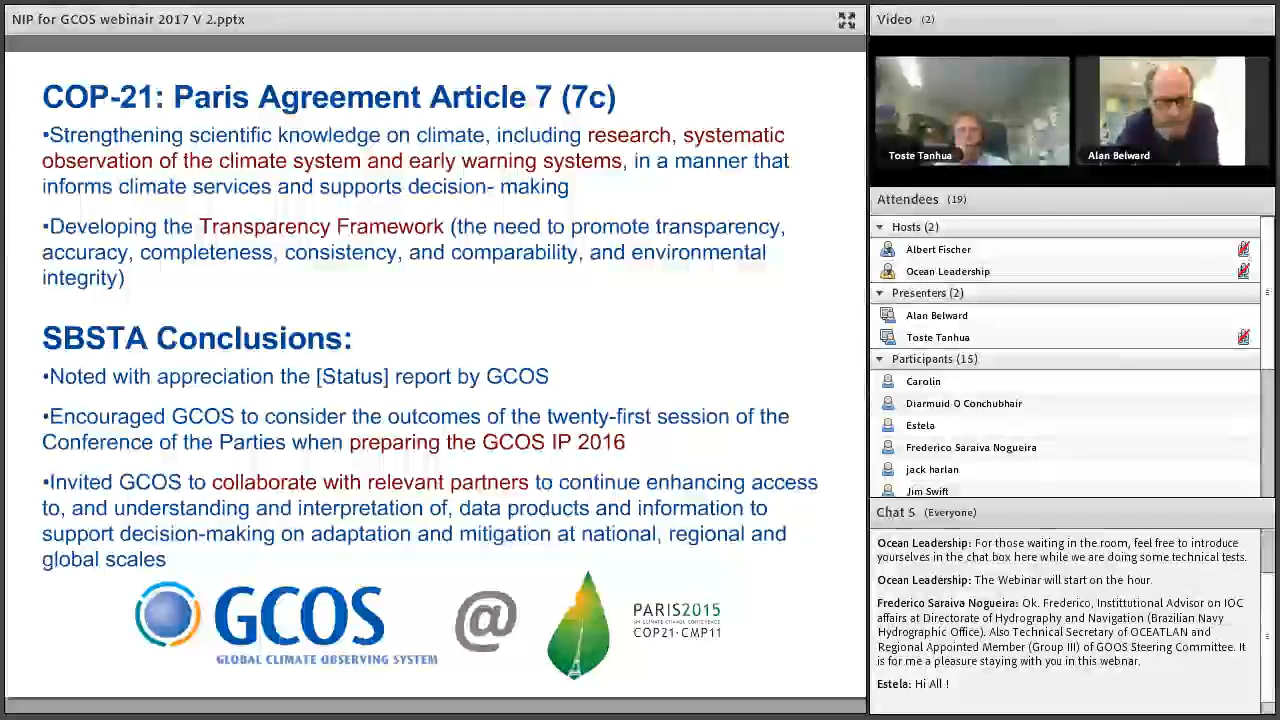 NIP for GCOS webinair 2017 V 2.pptx
COP-21: Paris Agreement Article 7 (7c)
•Strengthening scientific knowledge on climate, including research, systematic
observation of the climate system and early warning systems, in a manner that
informs climate services and supports decision- making
•Developing the Transparency Framework (the need to promote transparency,
accuracy, completeness, consistency, and comparability, and environmental
integrity)
SBSTA Conclusions:
•Noted with appreciation the [Status] report by GCOS
•Encouraged GCOS to consider the outcomes of the twenty-first session of the
Conference of the Parties when preparing the GCOS IP 2016
•Invited GCOS to collaborate with relevant partners to continue enhancing access
to, and understanding and interpretation of, data products and information to
support decision-making on adaptation and mitigation at national, regional and
global scales
GCOS
GLOBAL CLIMATE OBSERVING SYSTEM
@
PARIS2015
UN CLIMATE CHANGE CONFERENCE
COP21·CMP11
Video (2)
Toste Tanhua
Alan Belward
Attendees (19)
Hosts (2)
Albert Fischer
Ocean Leadership
Presenters (2)
Alan Belward
Toste Tanhua
Participants (15)
Carolin
Diarmuid O Conchubhair
Estela
Frederico Saraiva Nogueira
jack harlan
Jim Swift
Chat 5 (Everyone)
Ocean Leadership: For those waiting in the room, feel free to introduce
yourselves in the chat box here while we are doing some technical tests.
Ocean Leadership: The Webinar will start on the hour.
Frederico Saraiva Nogueira: Ok. Frederico, Instititutional Advisor on IOC
affairs at Directorate of Hydrography and Navigation (Brazilian Navy
Hydrographic Office). Also Technical Secretary of OCEATLAN and
Regional Appointed Member (Group III) of GOOS Steering Committee. It
is for me a pleasure staying with you in this webnar.
Estela: Hi All !